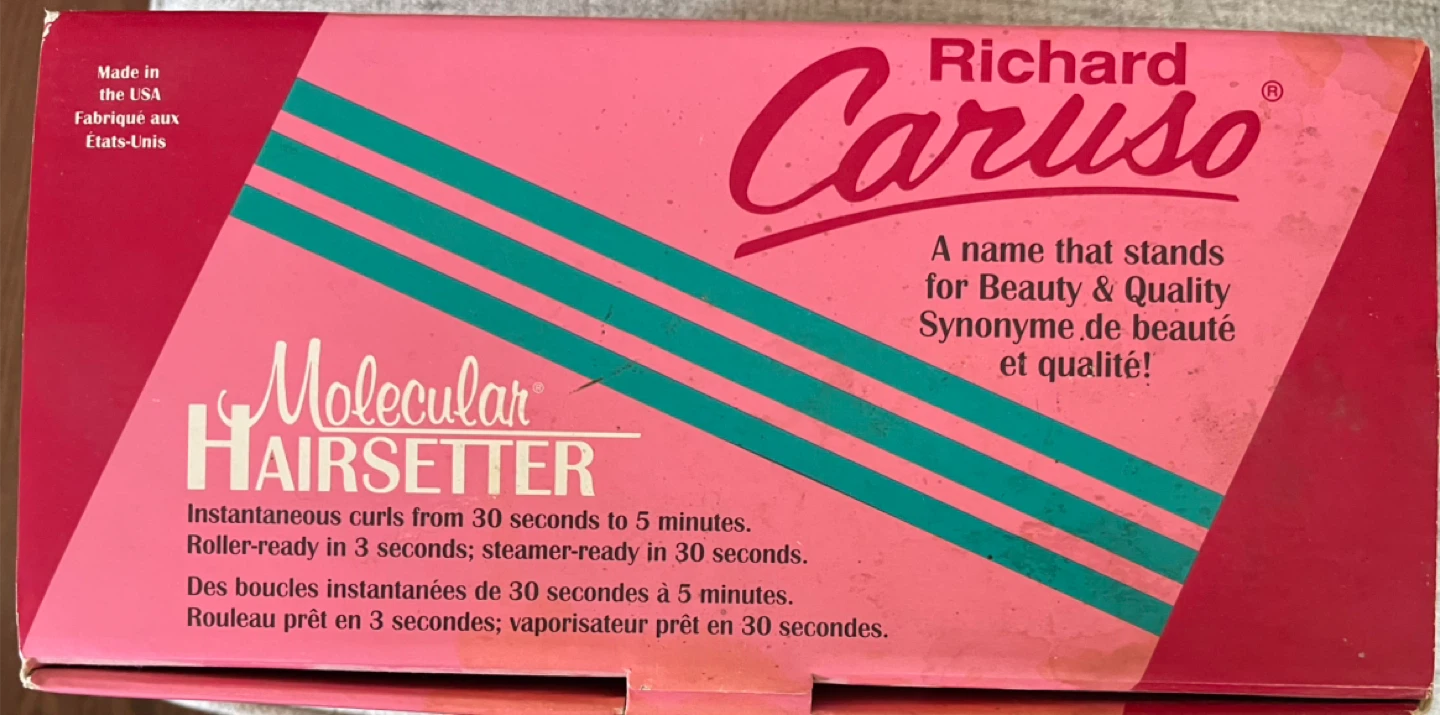 Made in
the USA
Fabriqué aux
États-Unis
Richard
Caruso®
A name that stands
for Beauty & Quality
Synonyme de beauté
et qualité!
Molecular®
HAIRSETTER
Instantaneous curls from 30 seconds to 5 minutes.
Roller-ready in 3 seconds; steamer-ready in 30 seconds.
Des boucles instantanées de 30 secondes à 5 minutes.
Rouleau prêt en 3 secondes; vaporisateur prêt en 30 secondes.